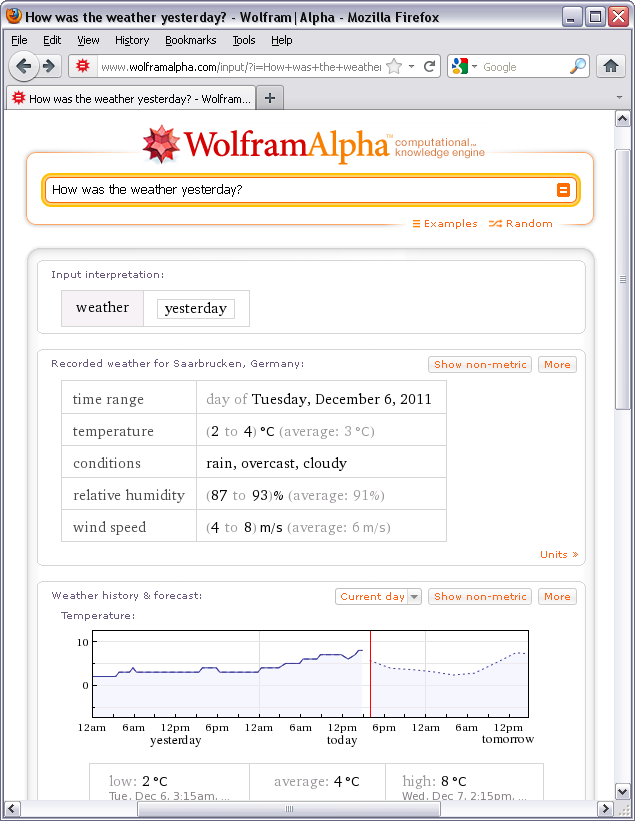 How was the weather yesterday? - Wolfram|Alpha - Mozilla Firefox
File Edit View History Bookmarks Tools Help
www.wolframalpha.com/input/?i=How+was+the+weather Google
How was the weather yesterday? - Wolfram...
WolframAlpha™ computational...
knowledge engine
How was the weather yesterday?
Examples Random
Input interpretation:
weather yesterday
Recorded weather for Saarbrucken, Germany: Show non-metric More
time range day of Tuesday, December 6, 2011
temperature (2 to 4) °C (average: 3 °C)
conditions rain, overcast, cloudy
relative humidity (87 to 93)% (average: 91%)
wind speed (4 to 8) m/s (average: 6 m/s)
Units »
Weather history & forecast: Current day Show non-metric More
Temperature:
10
0
12am 6am 12pm 6pm 12am 6am 12pm 6pm 12am 6am 12pm
yesterday today tomorrow
low: 2 °C average: 4 °C high: 8 °C
Tue, Dec 6, 3:15am, ... Wed, Dec 7, 2:15pm, ...